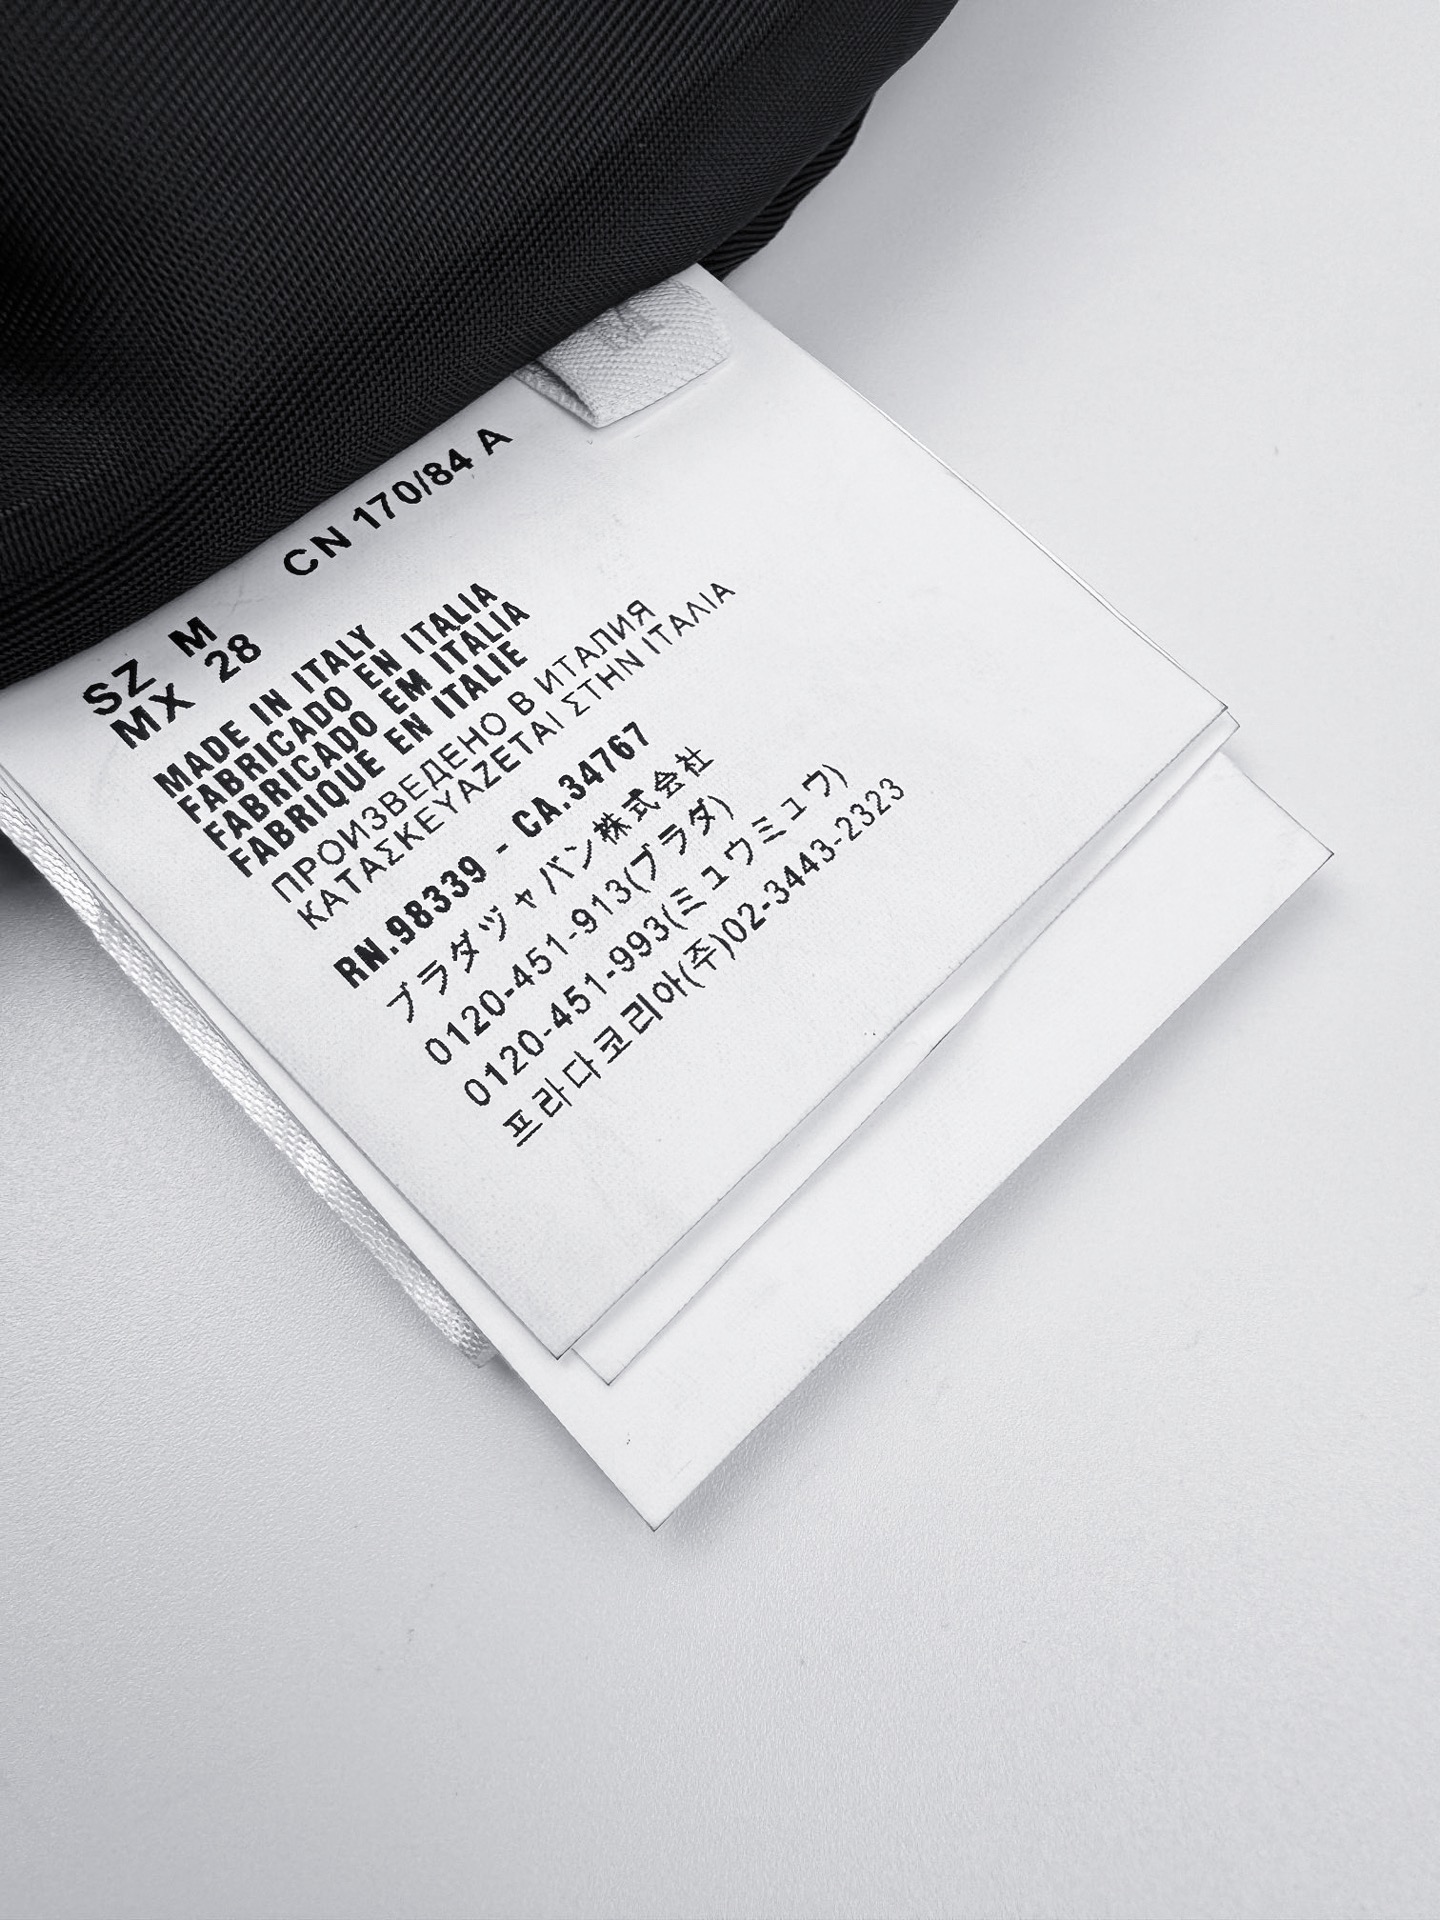 SZ M CN 170/84 A
MX 28
MADE IN ITALY
FABRICADO EN ITALIA
FABRICADO EM ITALIA
FABRIQUÉ EN ITALIE
ПРОИЗВЕДЕНО В ИТАЛИЯ
ΚΑΤΑΣΚΕΥΑΖΕΤΑΙ ΣΤΗΝ ΙΤΑΛΙΑ
RN.98339 - CA.34767
プラダヅャバン株式会社
0120-451-913(プラダ)
0120-451-993(ミュウミュウ)
프라다코리아(주)02-3443-2323